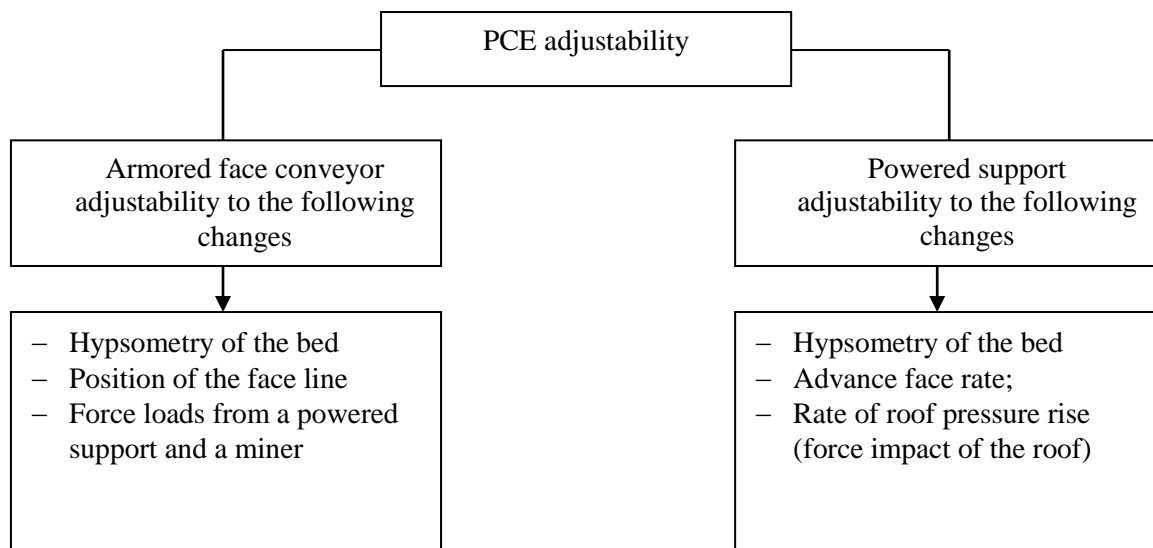 PCE adjustability
Armored face conveyor
adjustability to the following
changes
Powered support
adjustability to the following
changes
– Hypsometry of the bed
– Position of the face line
– Force loads from a powered
support and a miner
– Hypsometry of the bed
– Advance face rate;
– Rate of roof pressure rise
(force impact of the roof)